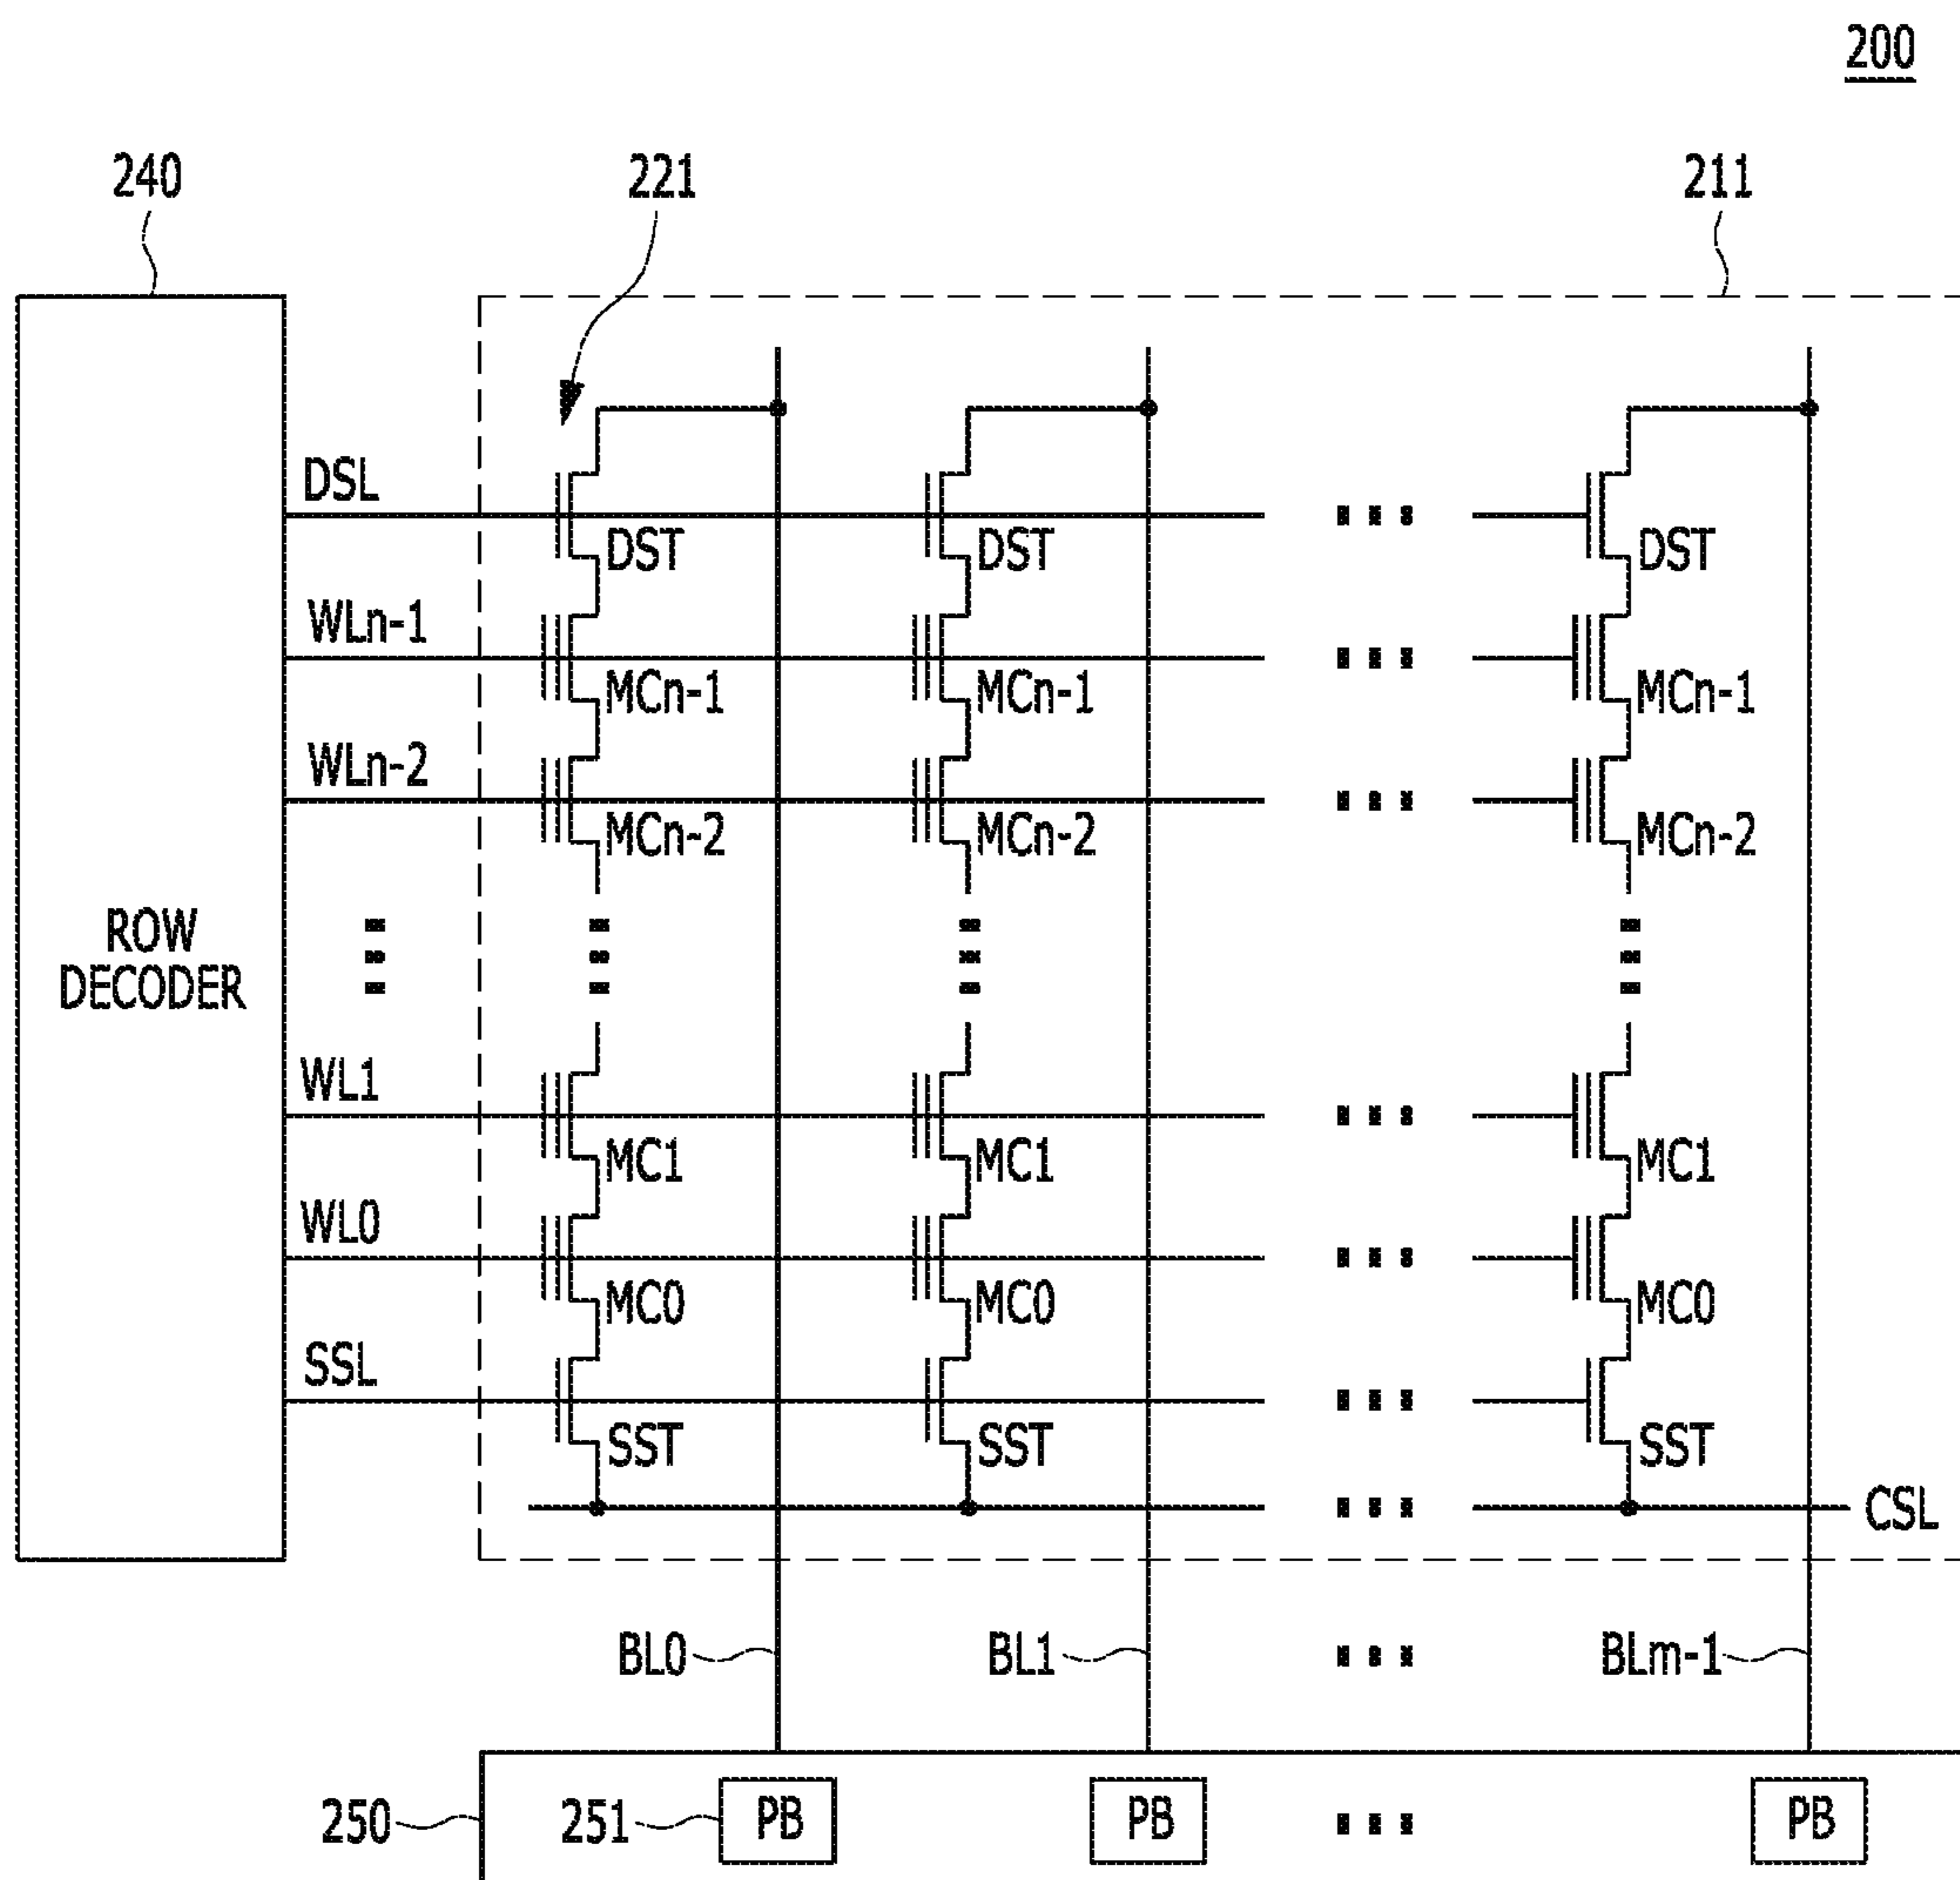 200
240 221 211
DSL
DST DST DST
WLn-1
MCn-1 MCn-1 MCn-1
WLn-2
MCn-2 MCn-2 MCn-2
ROW
DECODER
WL1
MC1 MC1 MC1
WL0
MC0 MC0 MC0
SSL
SST SST SST
CSL
BL0 BL1 BLm-1
250 251 PB PB PB